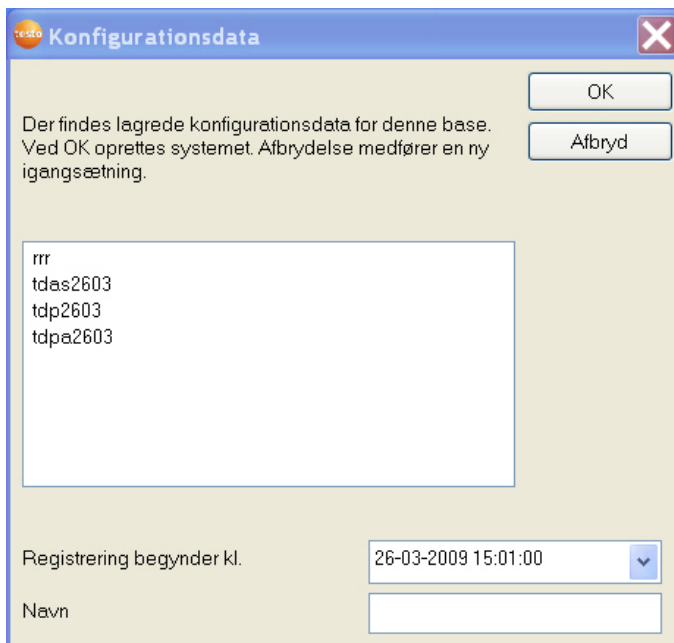 testo Konfigurationsdata
OK
Der findes lagrede konfigurationsdata for denne base.
Ved OK oprettes systemet. Afbrydelse medfører en ny
igangsætning.
Afbryd
rrr
tdas2603
tdp2603
tdpa2603
Registrering begynder kl.
26-03-2009 15:01:00
Navn